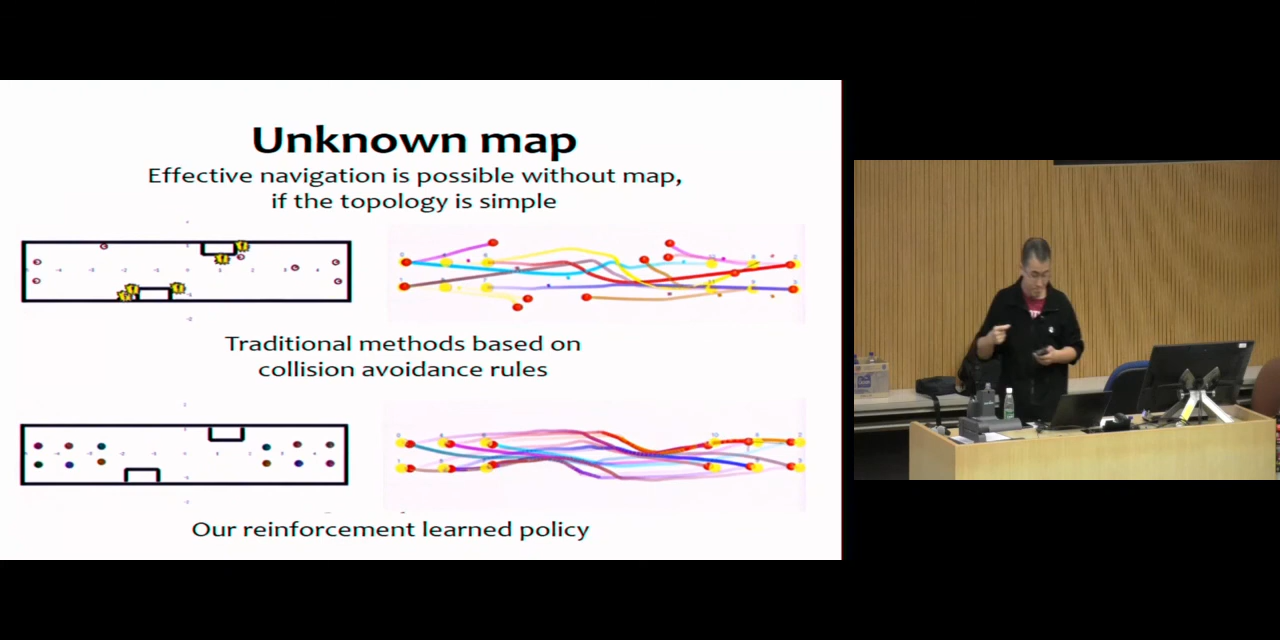 Unknown map
Effective navigation is possible without map,
if the topology is simple
Traditional methods based on
collision avoidance rules
Our reinforcement learned policy